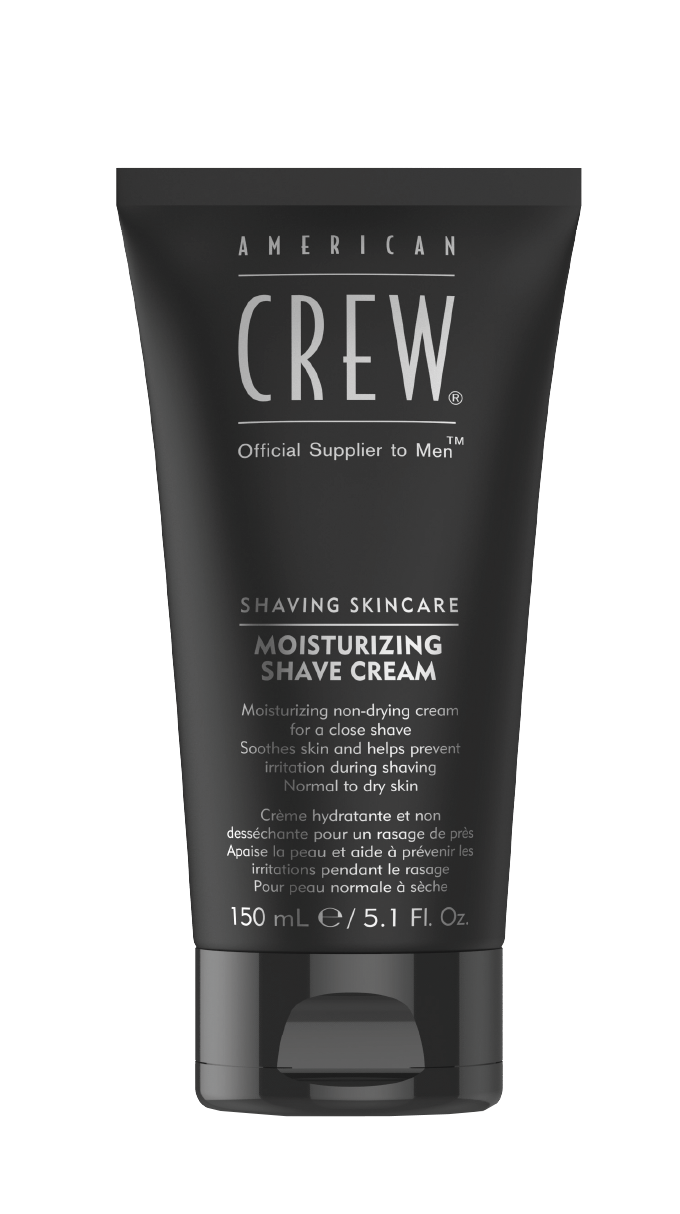 AMERICAN
CREW®
Official Supplier to Men™
SHAVING SKINCARE
MOISTURIZING
SHAVE CREAM
Moisturizing non-drying cream
for a close shave
Soothes skin and helps prevent
irritation during shaving
Normal to dry skin
Crème hydratante et non
desséchante pour un rasage de près
Apaise la peau et aide à prévenir les
irritations pendant le rasage
Pour peau normale à sèche
150 mL ℮ / 5.1 Fl. Oz.